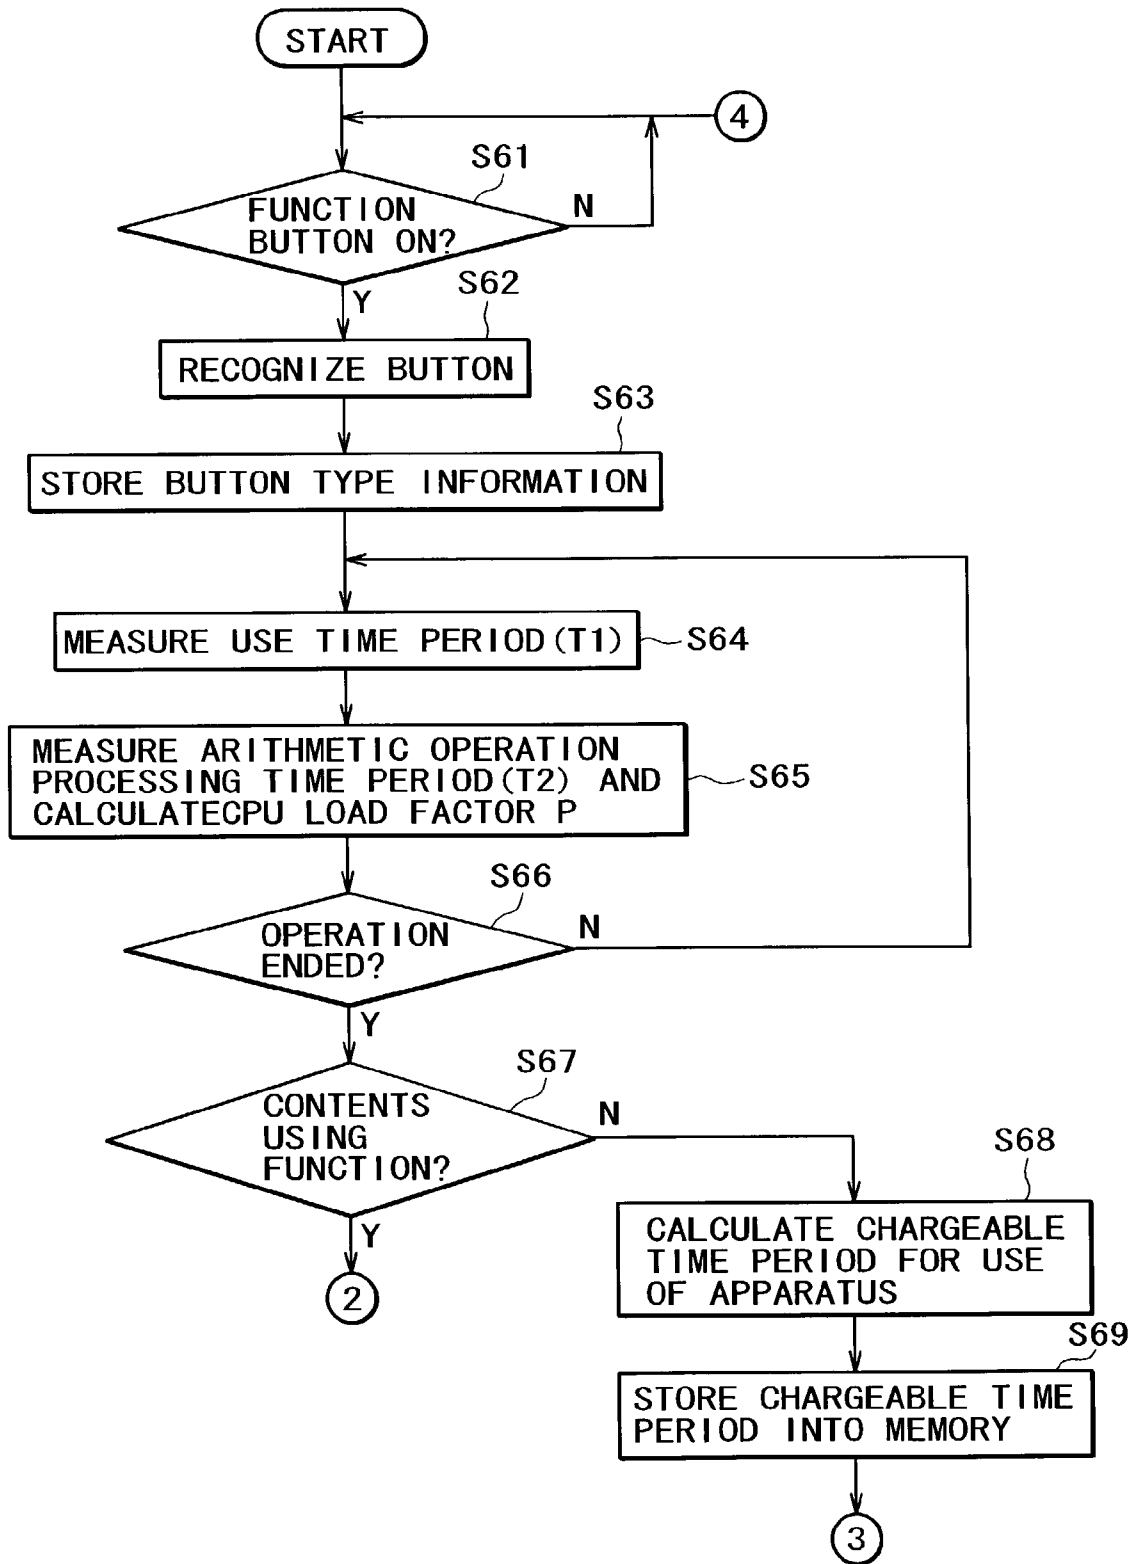 START
4
S61
FUNCTION
BUTTON ON?
N
Y
S62
RECOGNIZE BUTTON
S63
STORE BUTTON TYPE INFORMATION
MEASURE USE TIME PERIOD(T1)
S64
MEASURE ARITHMETIC OPERATION
PROCESSING TIME PERIOD(T2) AND
CALCULATECPU LOAD FACTOR P
S65
S66
OPERATION
ENDED?
N
Y
S67
CONTENTS
USING
FUNCTION?
N
Y
2
S68
CALCULATE CHARGEABLE
TIME PERIOD FOR USE
OF APPARATUS
S69
STORE CHARGEABLE TIME
PERIOD INTO MEMORY
3